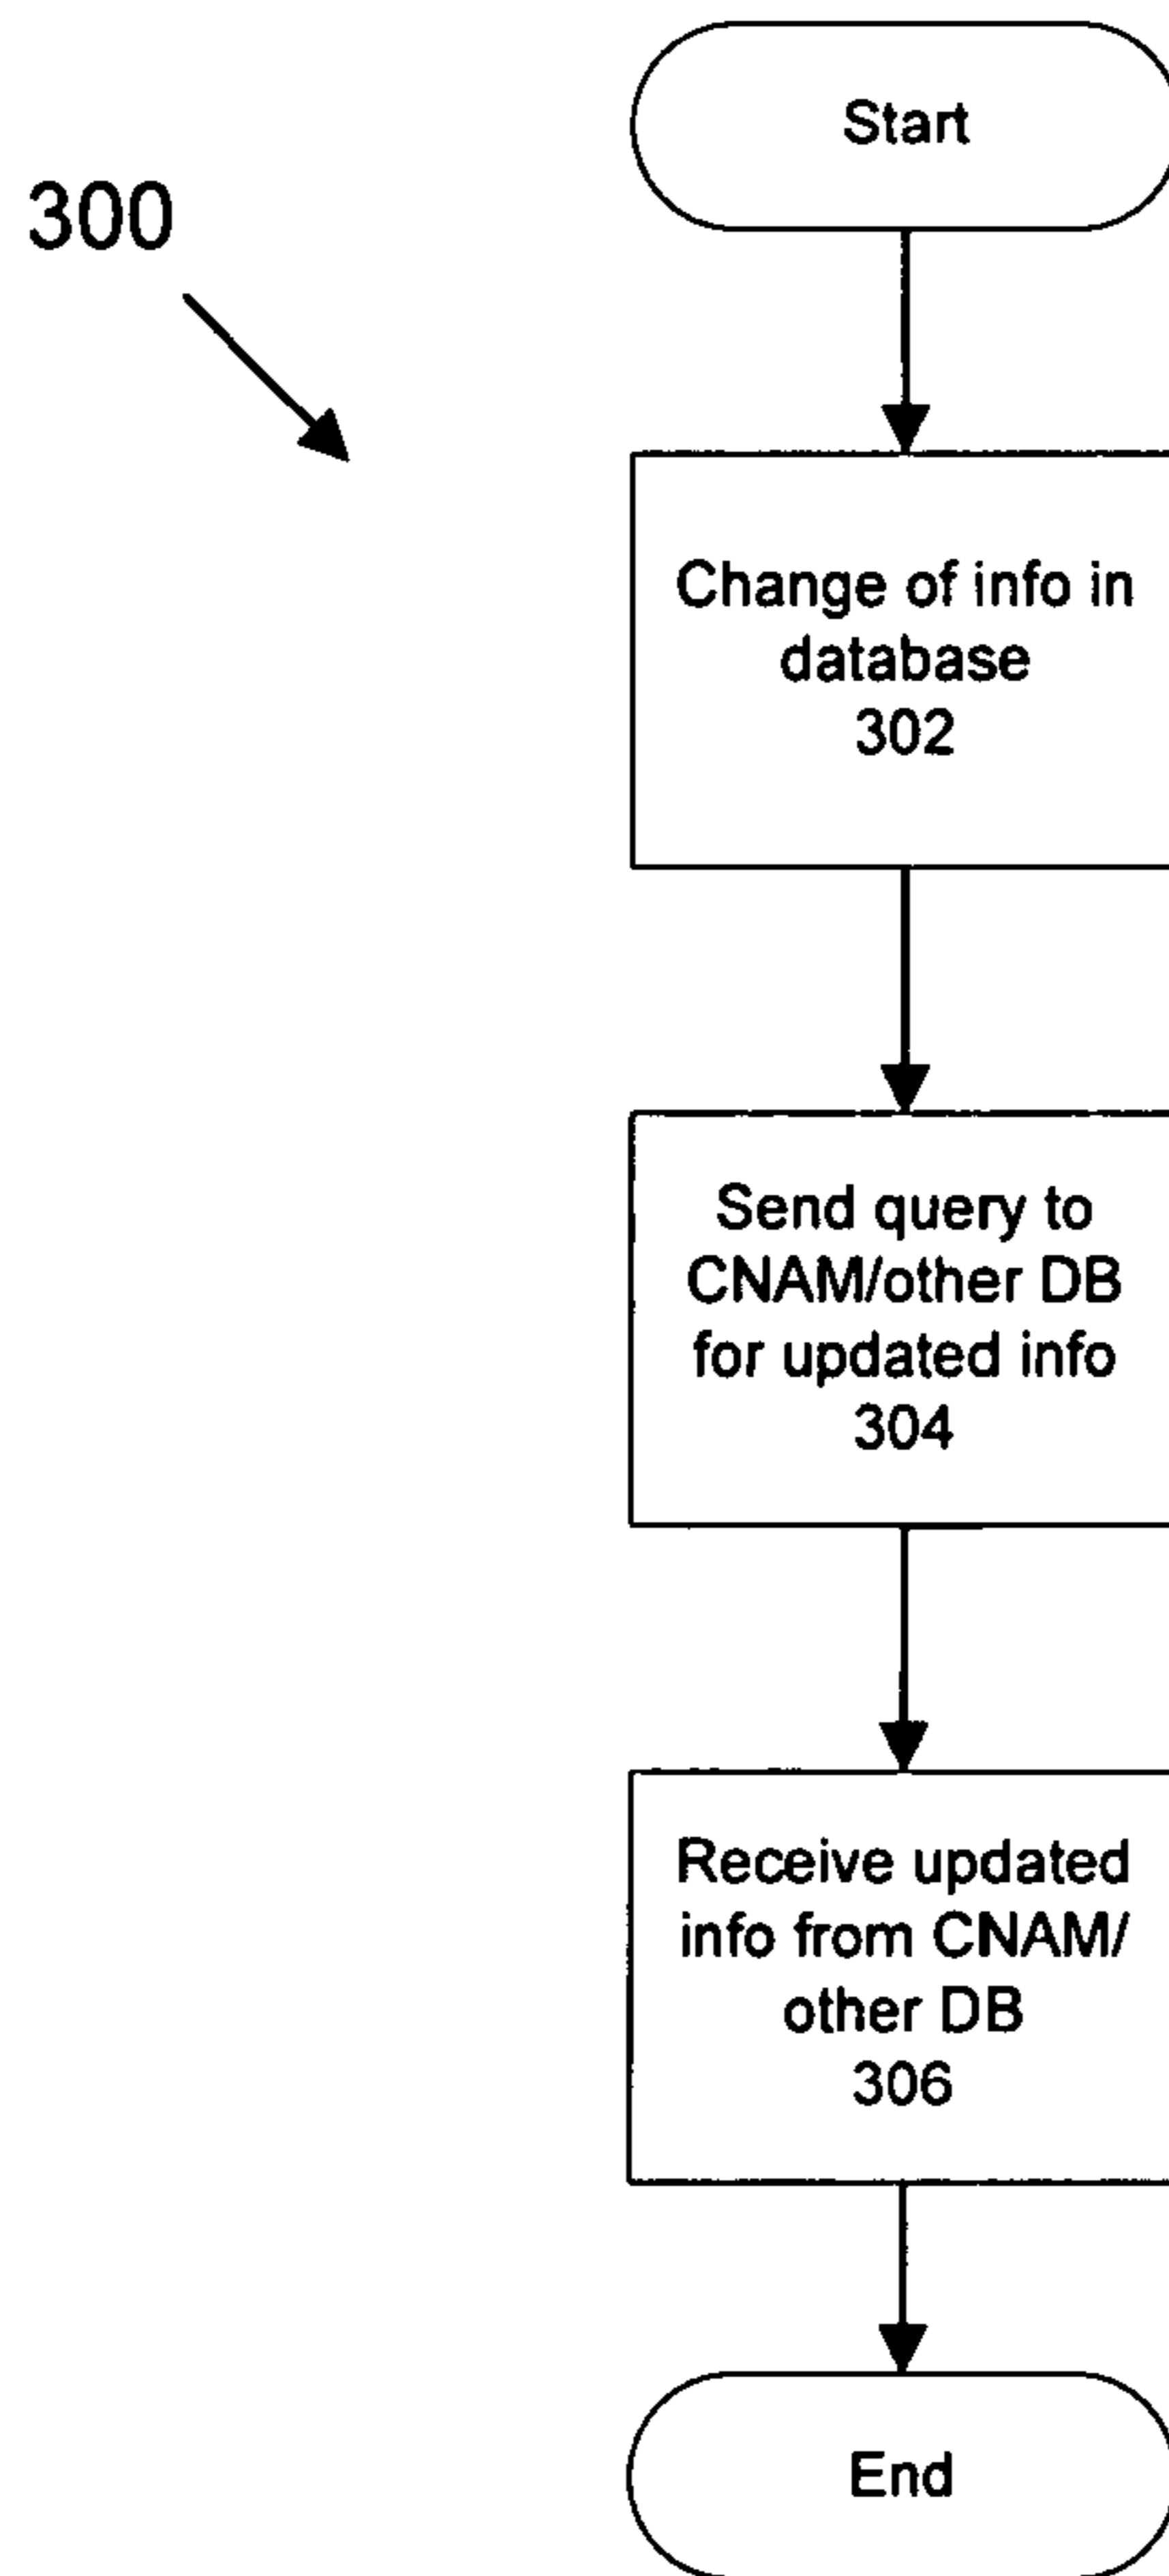 Start
300
Change of info in
database
302
Send query to
CNAM/other DB
for updated info
304
Receive updated
info from CNAM/
other DB
306
End